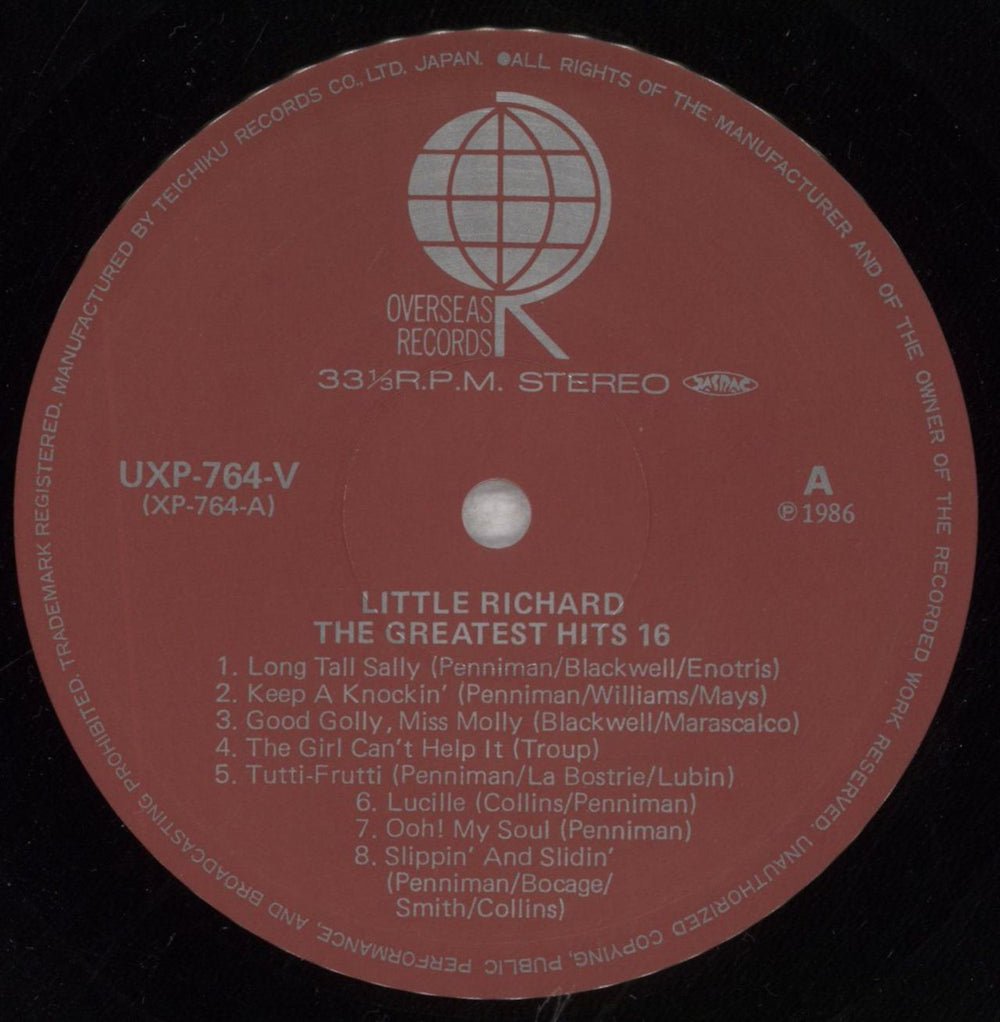 MANUFACTURED BY TEICHIKU RECORDS CO., LTD. JAPAN. ●ALL RIGHTS OF THE MANUFACTURER AND OF THE OWNER OF THE RECORDED WORK RESERVED. UNAUTHORIZED COPYING, PUBLIC PERFORMANCE, AND BROADCASTING PROHIBITED. TRADEMARK REGISTERED.
OVERSEAS
RECORDS
33⅓R.P.M. STEREO JASRAC
UXP-764-V
(XP-764-A)
A
℗1986
LITTLE RICHARD
THE GREATEST HITS 16
1. Long Tall Sally (Penniman/Blackwell/Enotris)
2. Keep A Knockin' (Penniman/Williams/Mays)
3. Good Golly, Miss Molly (Blackwell/Marascalco)
4. The Girl Can't Help It (Troup)
5. Tutti-Frutti (Penniman/La Bostrie/Lubin)
6. Lucille (Collins/Penniman)
7. Ooh! My Soul (Penniman)
8. Slippin' And Slidin'
(Penniman/Bocage/
Smith/Collins)